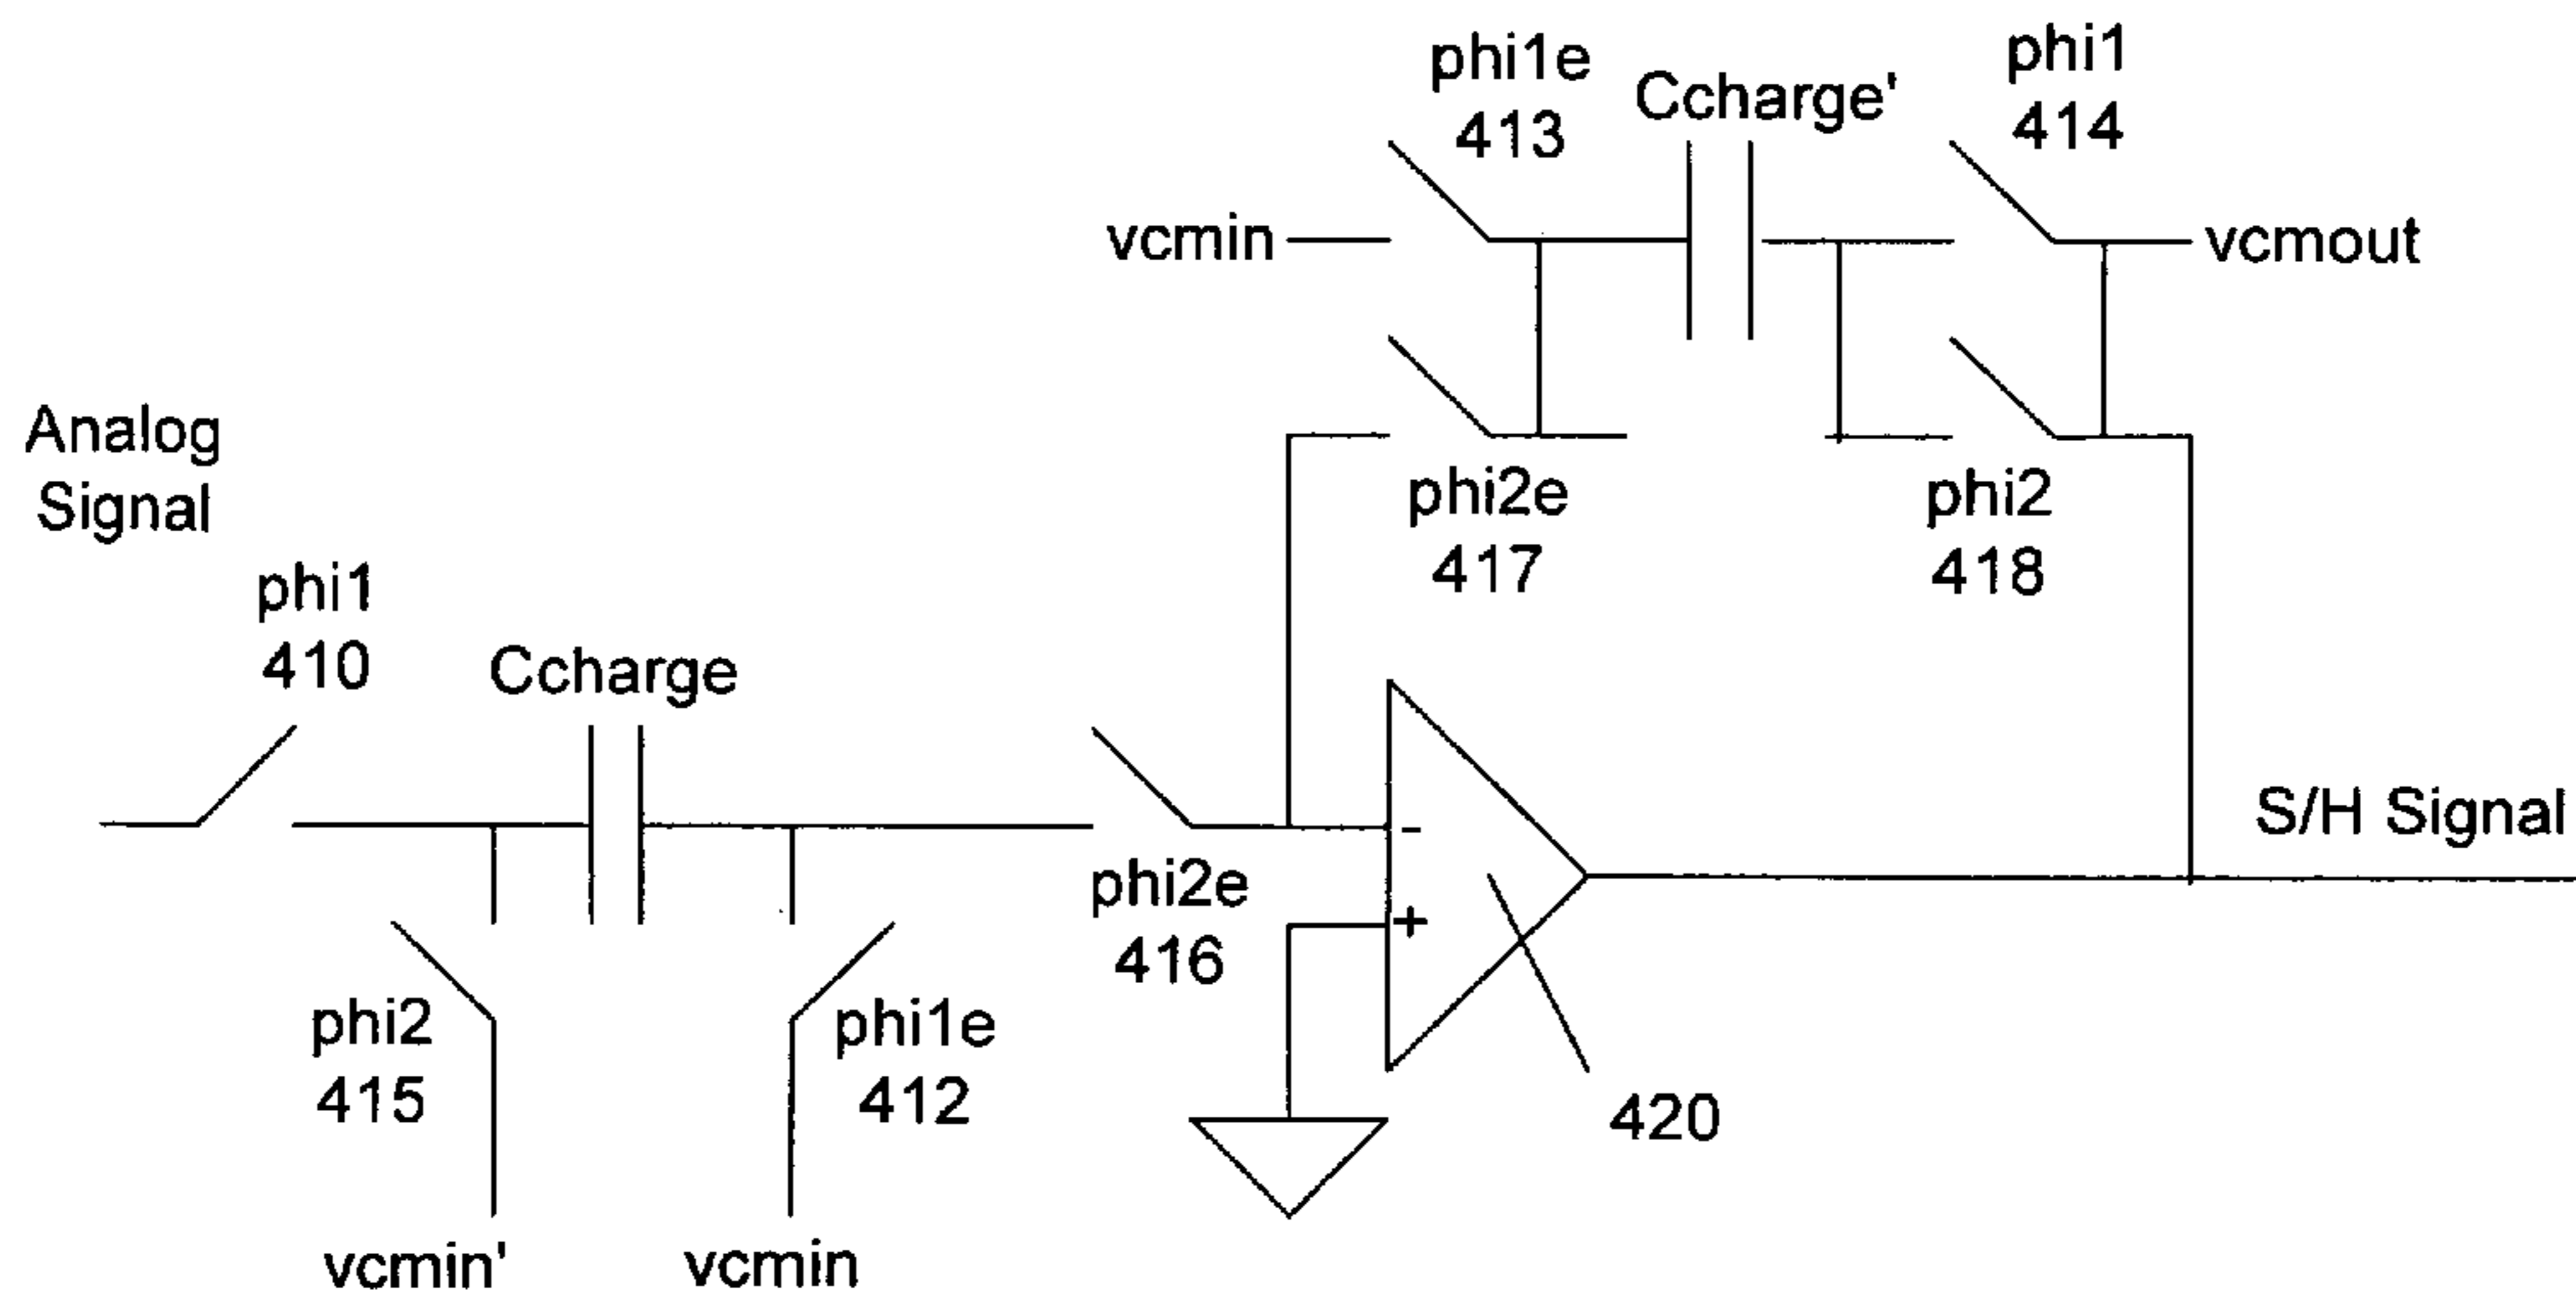 phi1e
413
Ccharge'
phi1
414
vcmin
vcmout
Analog
Signal
phi2e
417
phi2
418
phi1
410
Ccharge
-
+
S/H Signal
phi2e
416
phi2
415
phi1e
412
420
vcmin'
vcmin